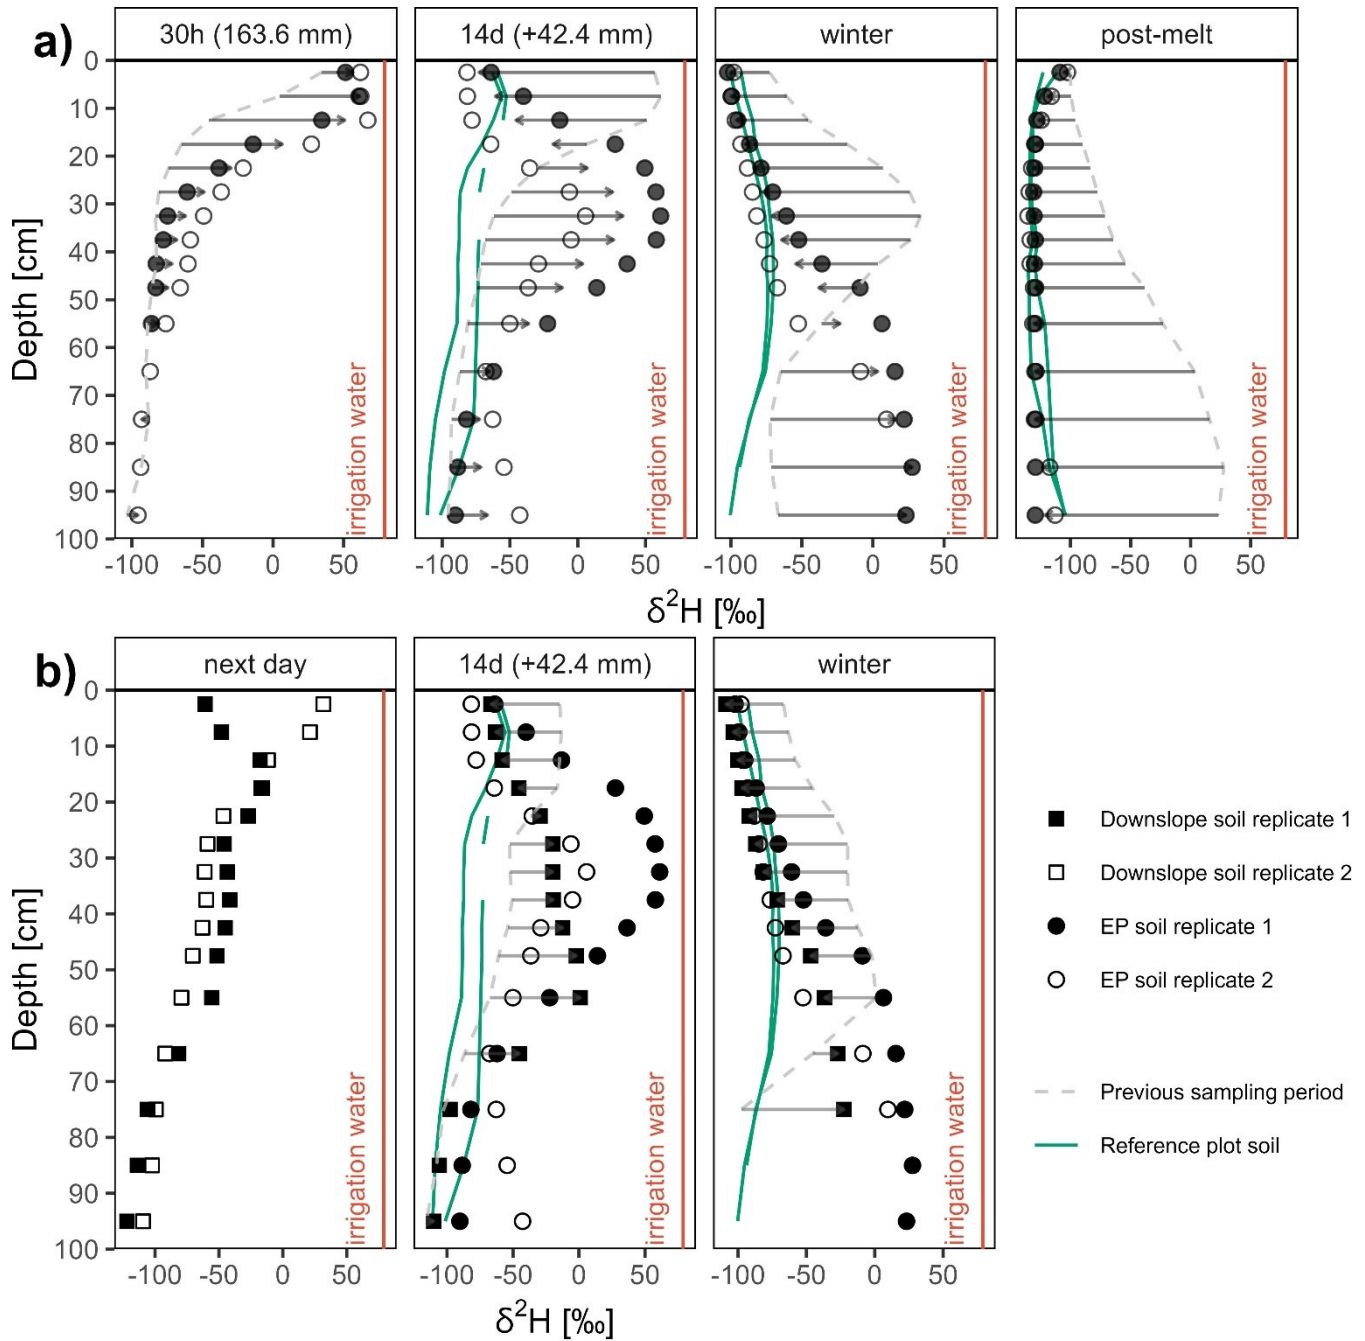 a)
30h (163.6 mm)
14d (+42.4 mm)
winter
post-melt
Depth [cm]
0
10
20
30
40
50
60
70
80
90
100
irrigation water
irrigation water
irrigation water
irrigation water
-100 -50 0 50
-100 -50 0 50
-100 -50 0 50
-100 -50 0 50
δ²H [‰]
b)
next day
14d (+42.4 mm)
winter
Depth [cm]
0
10
20
30
40
50
60
70
80
90
100
irrigation water
irrigation water
irrigation water
-100 -50 0 50
-100 -50 0 50
-100 -50 0 50
δ²H [‰]
Downslope soil replicate 1
Downslope soil replicate 2
EP soil replicate 1
EP soil replicate 2
Previous sampling period
Reference plot soil